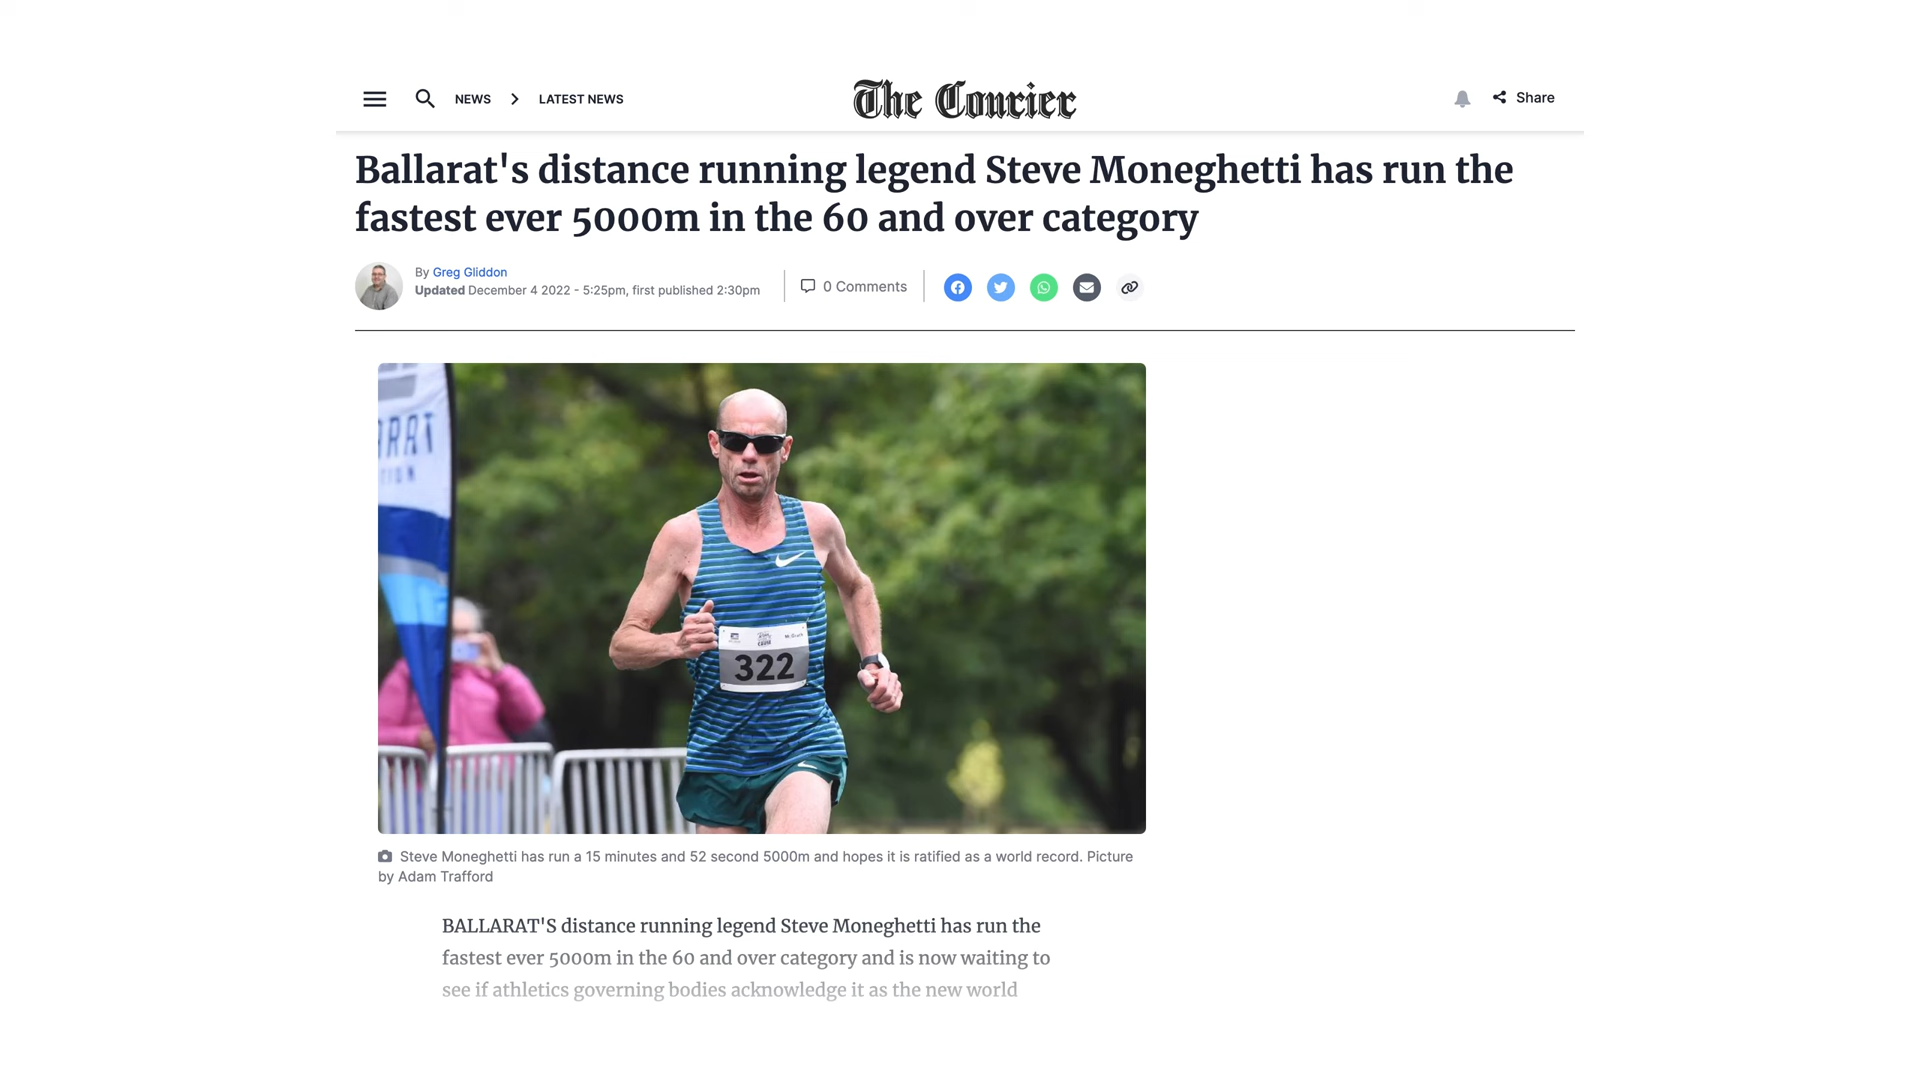 NEWS > LATEST NEWS
The Courier
Share
Ballarat's distance running legend Steve Moneghetti has run the
fastest ever 5000m in the 60 and over category
By Greg Gliddon
Updated December 4 2022 - 5:25pm, first published 2:30pm
0 Comments
322
Steve Moneghetti has run a 15 minutes and 52 second 5000m and hopes it is ratified as a world record. Picture
by Adam Trafford
BALLARAT'S distance running legend Steve Moneghetti has run the
fastest ever 5000m in the 60 and over category and is now waiting to
see if athletics governing bodies acknowledge it as the new world